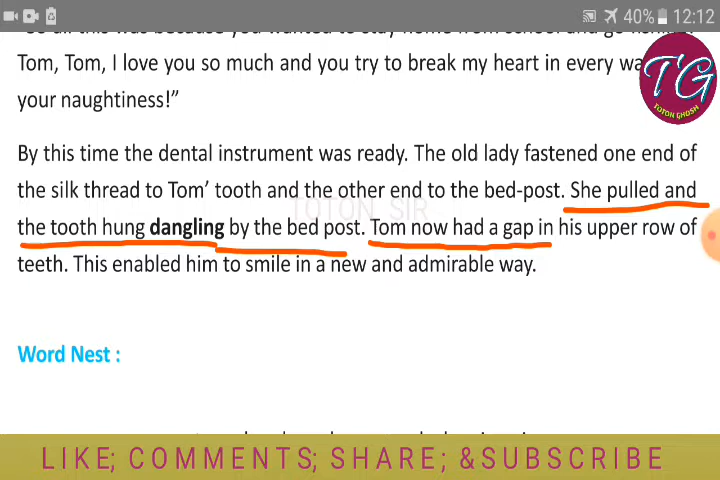 40% 12:12
Tom, Tom, I love you so much and you try to break my heart in every
your naughtiness!”
TG
TOTON GHOSH
By this time the dental instrument was ready. The old lady fastened one end of
the silk thread to Tom’ tooth and the other end to the bed-post. She pulled and
TOTON SIR
the tooth hung dangling by the bed post. Tom now had a gap in his upper row of
teeth. This enabled him to smile in a new and admirable way.
Word Nest :
LIKE; COMMENTS; SHARE; &SUBSCRIBE